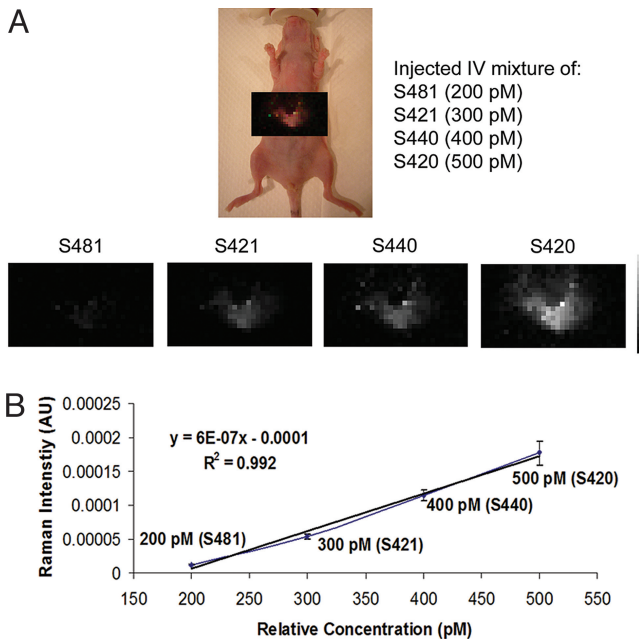 A
Injected IV mixture of:
S481 (200 pM)
S421 (300 pM)
S440 (400 pM)
S420 (500 pM)
S481
S421
S440
S420
B
Raman Intenstiy (AU)
0.00025
0.0002
0.00015
0.0001
0.00005
0
y = 6E-07x - 0.0001
R² = 0.992
200 pM (S481)
300 pM (S421)
400 pM (S440)
500 pM (S420)
150 200 250 300 350 400 450 500 550
Relative Concentration (pM)